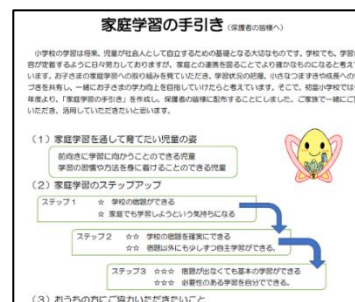 家庭学習の手引き（保護者の皆様へ）
小学校の学習は将来、児童が社会人として自立するための基礎となる大切なものです。学校でも、学習
容が定着するように日々努力しておりますが、家庭との連携を図ることでより確かなものになると考え
います。お子さまの家庭学習への取り組みを見ていただき、学習状況の把握、小さなつまずきや成長への
づきを共有し、一緒にお子さまの学力向上を目指していけたらと考えています。そこで、初富小学校では
年度より、「家庭学習の手引き」を作成し、保護者の皆様に配布することにしました。ご家族で一緒にご
いただき、活用していただきたいと思います。
（１）家庭学習を通して育てたい児童の姿
前向きに学習に向かうことのできる児童
学習の習慣や方法を身に着けることのできる児童
（２）家庭学習のステップアップ
ステップ１ ☆ 学校の宿題ができる
☆ 家庭でも学習しようという気持ちになる
ステップ２ ☆☆ 学校の宿題を確実にできる
☆☆ 宿題以外にも少しずつ自主学習ができる。
ステップ３ ☆☆☆ 宿題が出なくても基本の学習ができる
☆☆☆ 必要性のある学習を自分でできる。
（３）おうちの方にご協力いただきたいこと